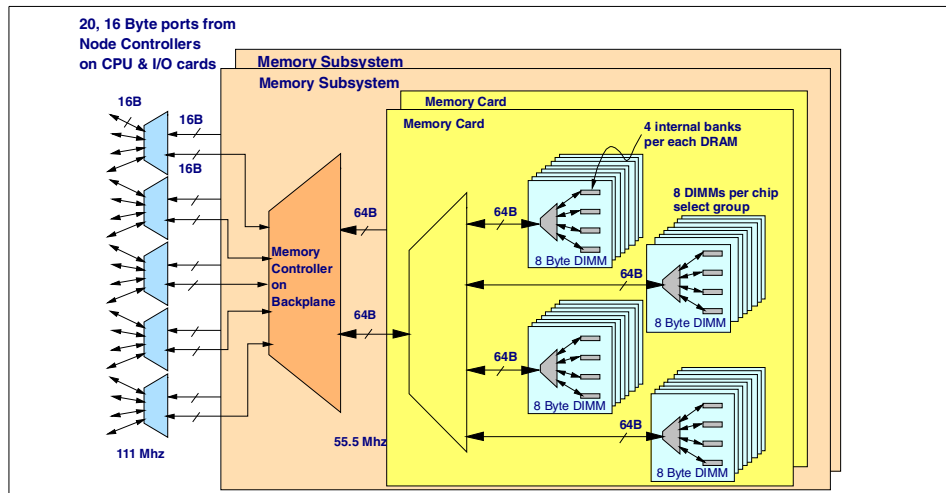 20, 16 Byte ports from
Node Controllers
on CPU & I/O cards
Memory Subsystem
Memory Subsystem
Memory Card
Memory Card
16B
16B
16B
4 internal banks
per each DRAM
8 DIMMs per chip
select group
64B
64B
8 Byte DIMM
Memory
Controller
on
Backplane
64B
8 Byte DIMM
64B
64B
8 Byte DIMM
64B
8 Byte DIMM
111 Mhz
55.5 Mhz